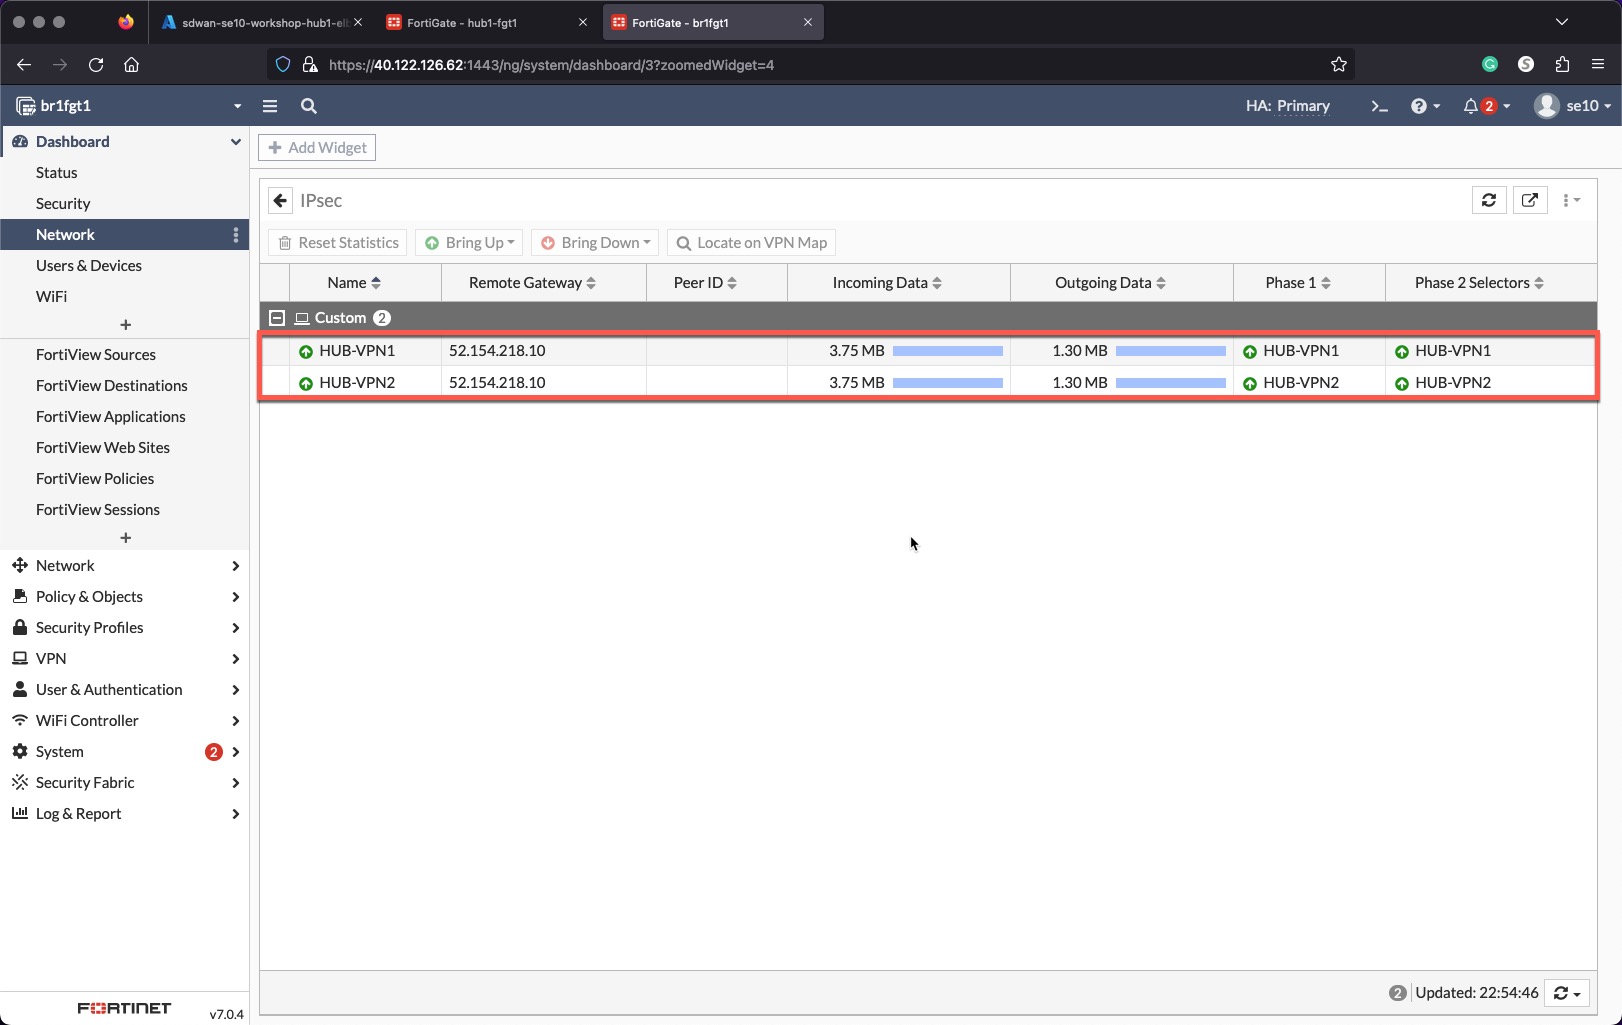 sdwan-se10-workshop-hub1-elb
FortiGate - hub1-fgt1
FortiGate - br1fgt1
https://40.122.126.62:1443/ng/system/dashboard/3?zoomedWidget=4
br1fgt1
HA: Primary
>_
2
se10
Dashboard
Status
Security
Network
Users & Devices
WiFi
+
FortiView Sources
FortiView Destinations
FortiView Applications
FortiView Web Sites
FortiView Policies
FortiView Sessions
+
Network
Policy & Objects
Security Profiles
VPN
User & Authentication
WiFi Controller
System 2
Security Fabric
Log & Report
FORTINET v7.0.4
+ Add Widget
IPsec
Reset Statistics Bring Up Bring Down Locate on VPN Map
Name Remote Gateway Peer ID Incoming Data Outgoing Data Phase 1 Phase 2 Selectors
Custom 2
HUB-VPN1 52.154.218.10 3.75 MB 1.30 MB HUB-VPN1 HUB-VPN1
HUB-VPN2 52.154.218.10 3.75 MB 1.30 MB HUB-VPN2 HUB-VPN2
2 Updated: 22:54:46